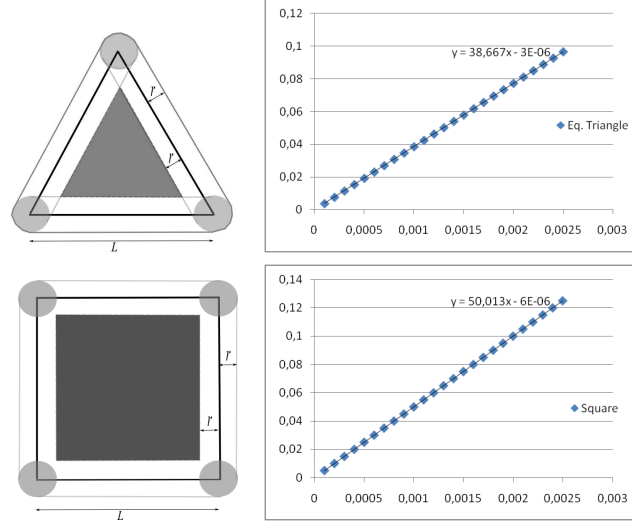 r
r
L
0,12
0,1
0,08
0,06
0,04
0,02
0
y = 38,667x - 3E-06
Eq. Triangle
0 0,0005 0,001 0,0015 0,002 0,0025 0,003
r
r
L
0,14
0,12
0,1
0,08
0,06
0,04
0,02
0
y = 50,013x - 6E-06
Square
0 0,0005 0,001 0,0015 0,002 0,0025 0,003